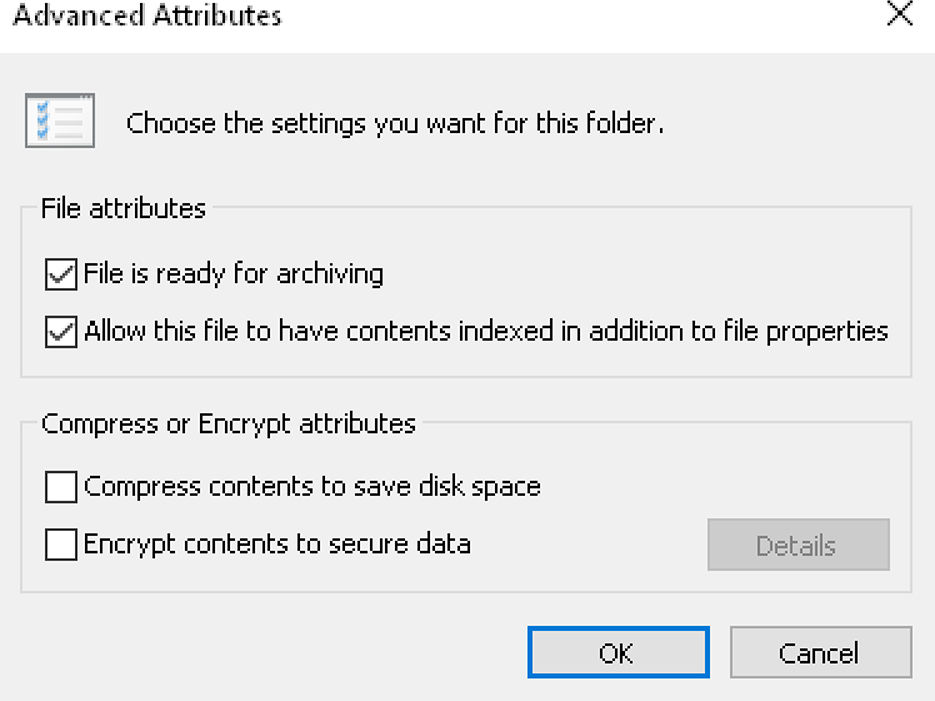 Advanced Attributes
Choose the settings you want for this folder.
File attributes
File is ready for archiving
Allow this file to have contents indexed in addition to file properties
Compress or Encrypt attributes
Compress contents to save disk space
Encrypt contents to secure data
Details
OK
Cancel